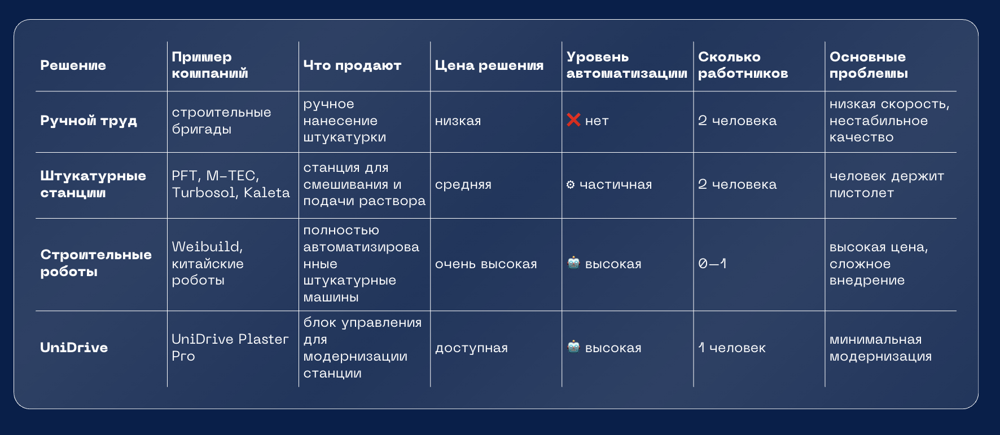 Решение
Пример
компаний
Что продают
Цена решения
Уровень
автоматизации
Сколько
работников
Основные
проблемы
Ручной труд
строительные
бригады
ручное
нанесение
штукатурки
низкая
❌ нет
2 человека
низкая скорость,
нестабильное
качество
Штукатурные
станции
PFT, M-TEC,
Turbosol, Kaleta
станция для
смешивания и
подачи раствора
средняя
⚙ частичная
2 человека
человек держит
пистолет
Строительные
роботы
Weibuild,
китайские
роботы
полностью
автоматизирова
нные
штукатурные
машины
очень высокая
🤖 высокая
0–1
высокая цена,
сложное
внедрение
UniDrive
UniDrive Plaster
Pro
блок управления
для
модернизации
станции
доступная
🤖 высокая
1 человек
минимальная
модернизация